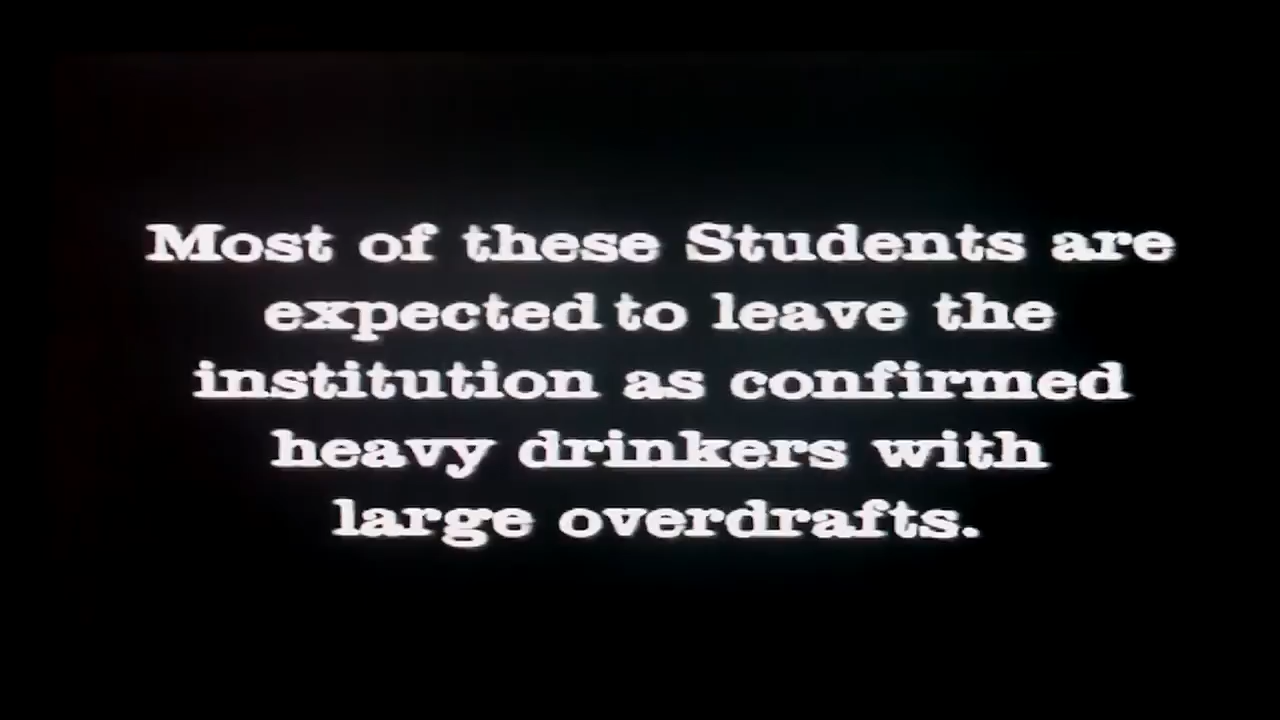 Most of these Students are
expected to leave the
institution as confirmed
heavy drinkers with
large overdrafts.